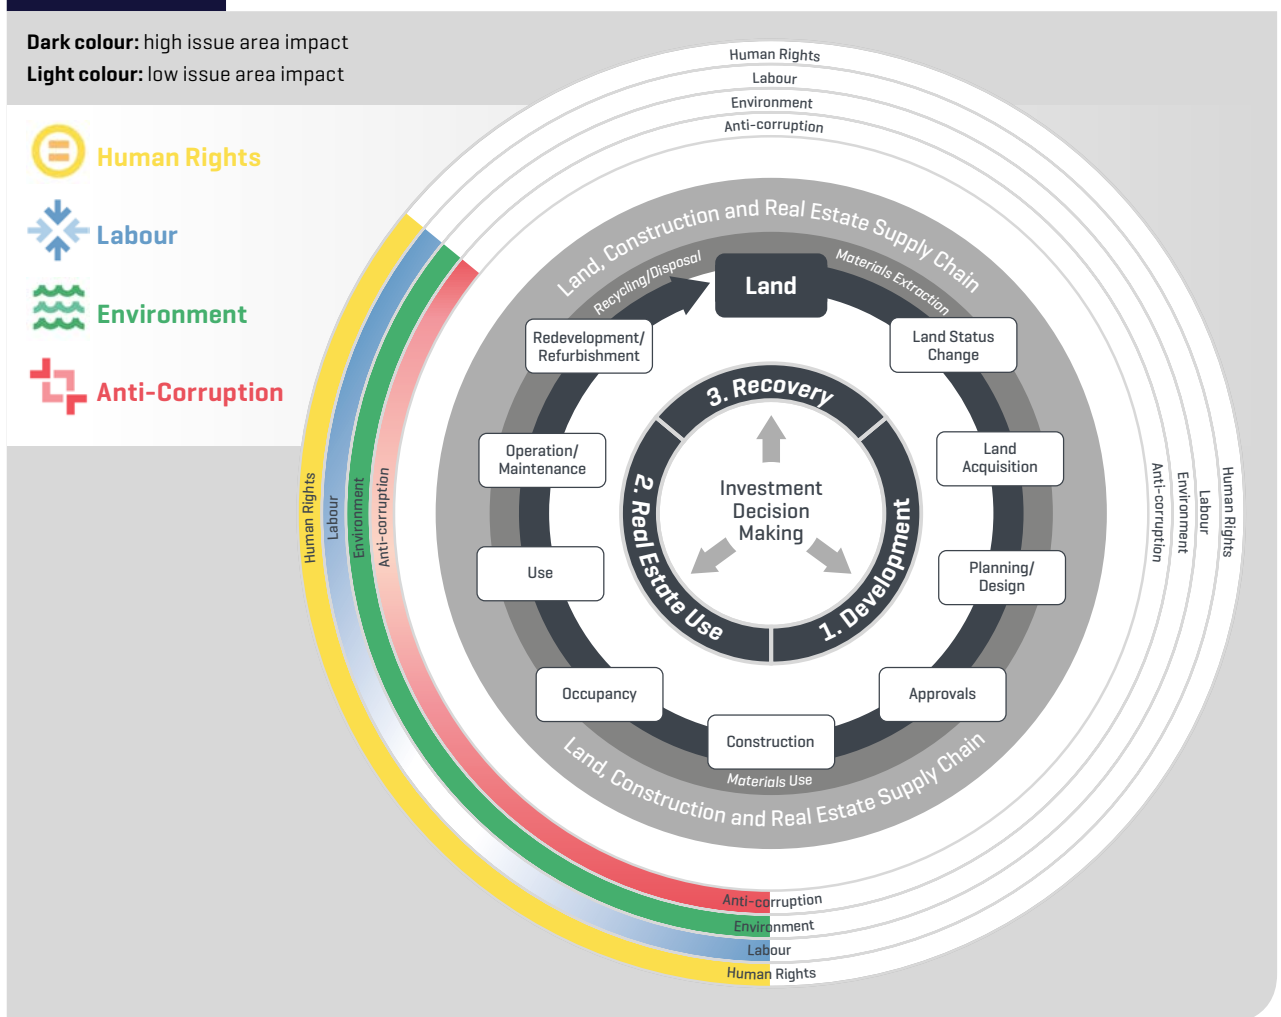 Dark colour: high issue area impact
Light colour: low issue area impact
Human Rights
Labour
Environment
Anti-Corruption
Human Rights
Labour
Environment
Anti-corruption
Land, Construction and Real Estate Supply Chain
Recycling/Disposal
Materials Extraction
Land
Redevelopment/
Refurbishment
Land Status
Change
Operation/
Maintenance
Land
Acquisition
Use
Planning/
Design
Occupancy
Approvals
Construction
Materials Use
3. Recovery
2. Real Estate Use
1. Development
Investment
Decision
Making
Human Rights
Labour
Environment
Anti-corruption
Anti-corruption
Environment
Labour
Human Rights
Land, Construction and Real Estate Supply Chain
Anti-corruption
Environment
Labour
Human Rights